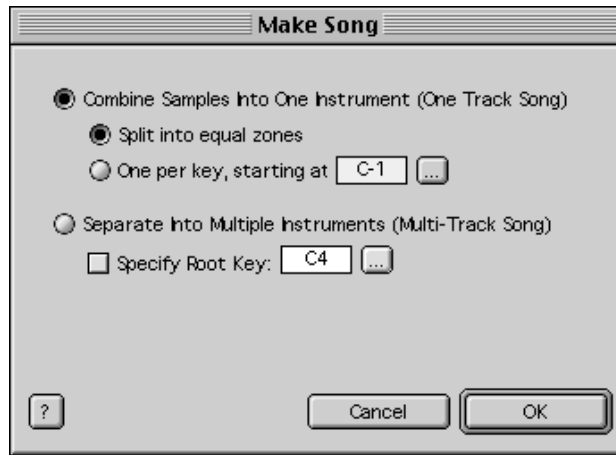 Make Song
Combine Samples Into One Instrument (One Track Song)
Split into equal zones
One per key, starting at C-1 ...
Separate Into Multiple Instruments (Multi-Track Song)
Specify Root Key: C4 ...
? Cancel OK